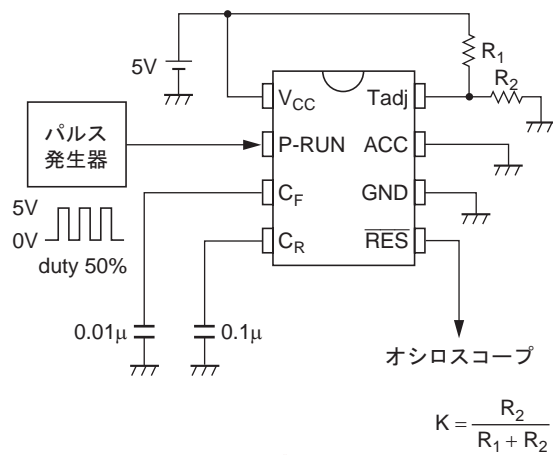 5V
R1
R2
VCC
Tadj
パルス
発生器
P-RUN
ACC
CF
GND
5V
0V
duty 50%
CR
RES
0.01μ
0.1μ
オシロスコープ
K = R2 / (R1 + R2)